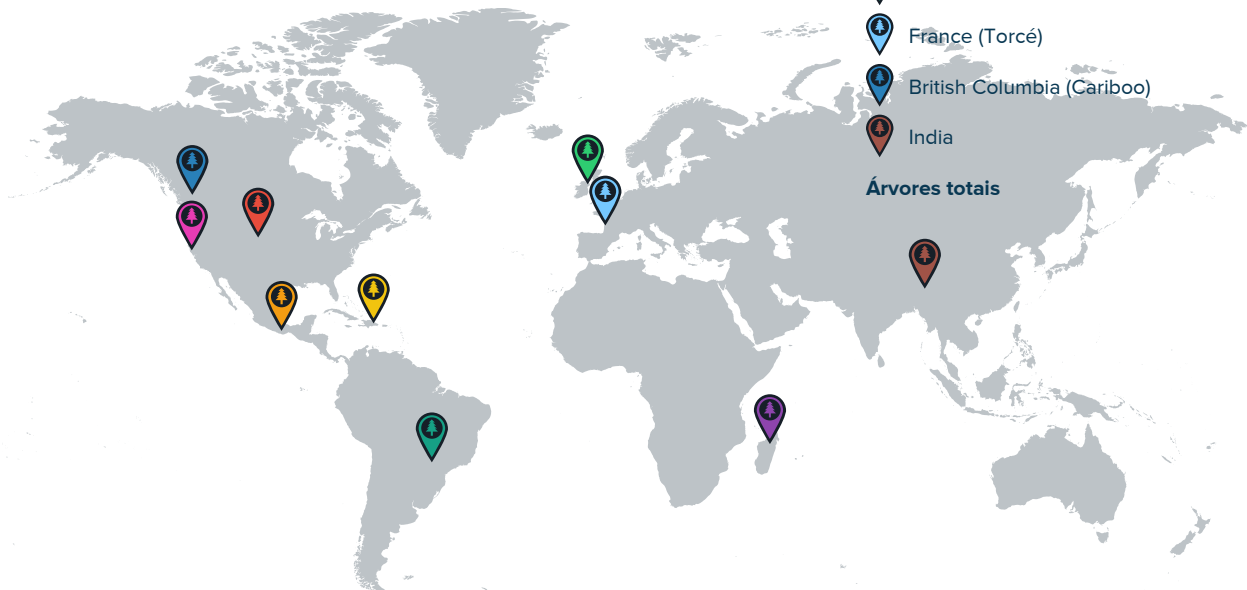 France (Torcé)
British Columbia (Cariboo)
India
Árvores totais